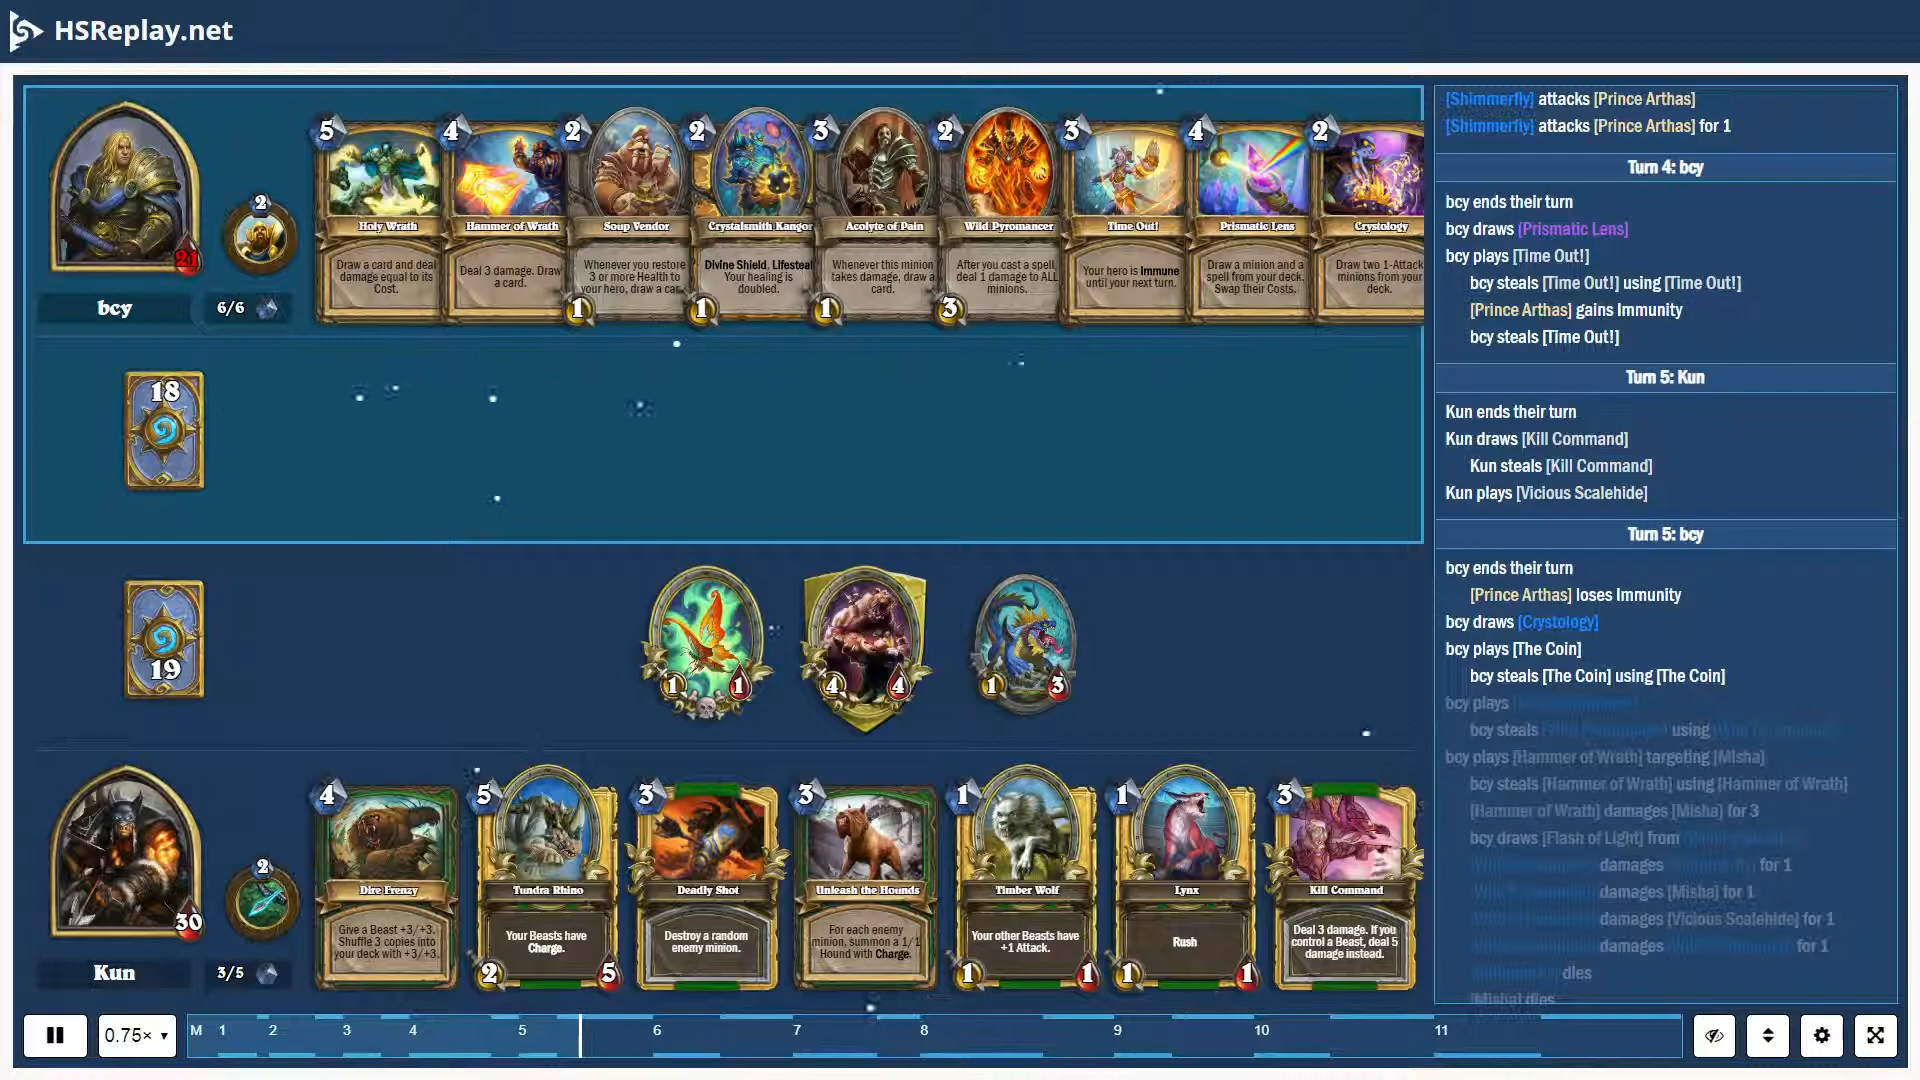 HSReplay.net
5
4
2
2
3
2
3
4
2
Holy Wrath
Hammer of Wrath
Soup Vendor
Crystalsmith Kangor
Acolyte of Pain
Wild Pyromancer
Time Out!
Prismatic Lens
Crystology
Draw a card and deal
damage equal to its
Cost.
Deal 3 damage. Draw
a card.
Whenever you restore
3 or more Health to
your hero, draw a
Divine Shield, Lifesteal
Your healing is
doubled.
Whenever this minion
takes damage, draw a
card.
After you cast a spell,
deal 1 damage to ALL
minions.
Your hero is Immune
until your next turn.
Draw a minion and a
spell from your deck.
Swap their Costs.
Draw two 1-Attack
minions from your
deck.
1
1
1
3
2
21
bcy
6/6
18
19
1
1
4
4
1
3
30
2
Kun
3/5
4
5
3
3
1
1
3
Dire Frenzy
Tundra Rhino
Deadly Shot
Unleash the Hounds
Timber Wolf
Lynx
Kill Command
Give a Beast +3/+3.
Shuffle 3 copies into
your deck with +3/+3.
Your Beasts have
Charge.
Destroy a random
enemy minion.
For each enemy
minion, summon a 1/1
Hound with Charge.
Your other Beasts have
+1 Attack.
Rush
Deal 3 damage. If you
control a Beast, deal 5
damage instead.
2
5
1
1
1
1
[Shimmerfly] attacks [Prince Arthas]
[Shimmerfly] attacks [Prince Arthas] for 1
Turn 4: bcy
bcy ends their turn
bcy draws [Prismatic Lens]
bcy plays [Time Out!]
bcy steals [Time Out!] using [Time Out!]
[Prince Arthas] gains Immunity
bcy steals [Time Out!]
Turn 5: Kun
Kun ends their turn
Kun draws [Kill Command]
Kun steals [Kill Command]
Kun plays [Vicious Scalehide]
Turn 5: bcy
bcy ends their turn
[Prince Arthas] loses Immunity
bcy draws [Crystology]
bcy plays [The Coin]
bcy steals [The Coin] using [The Coin]
bcy plays
bcy steals using
bcy plays [Hammer of Wrath] targeting [Misha]
bcy steals [Hammer of Wrath] using [Hammer of Wrath]
[Hammer of Wrath] damages [Misha] for 3
bcy draws [Flash of Light] from
damages for 1
damages [Misha] for 1
damages [Vicious Scalehide] for 1
damages for 1
dies
[Misha] dies
0.75×
M 1 2 3 4 5 6 7 8 9 10 11